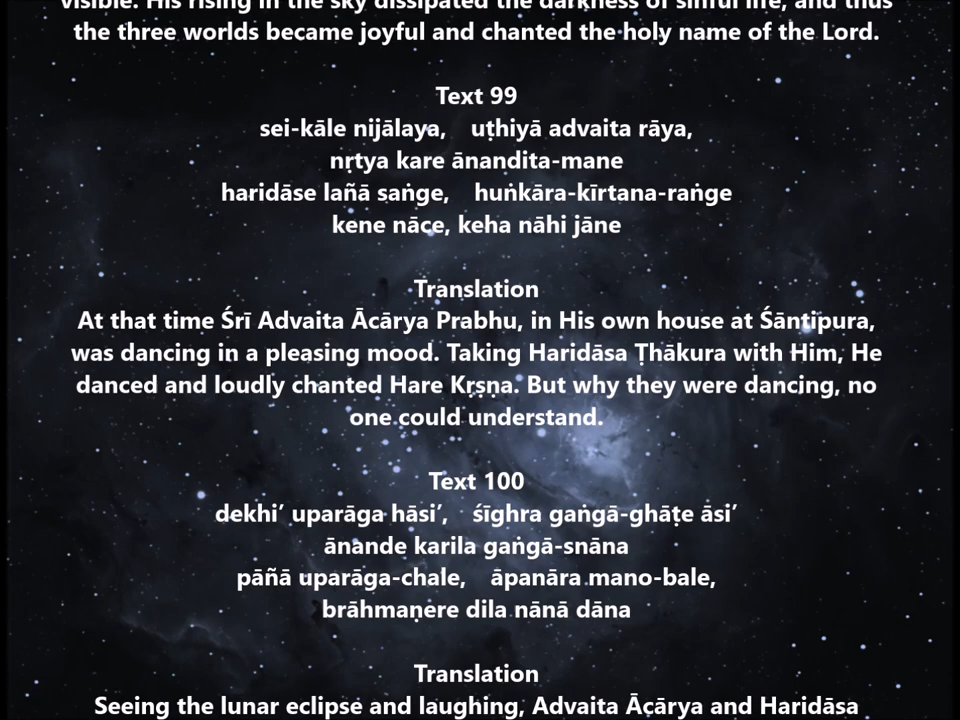 visible. His rising in the sky dissipated the darkness of sinful life, and thus
the three worlds became joyful and chanted the holy name of the Lord.
Text 99
sei-kāle nijālaya, uṭhiyā advaita rāya,
nṛtya kare ānandita-mane
haridāse lañā saṅge, huṅkāra-kīrtana-raṅge
kene nāce, keha nāhi jāne
Translation
At that time Śrī Advaita Ācārya Prabhu, in His own house at Śāntipura,
was dancing in a pleasing mood. Taking Haridāsa Ṭhākura with Him, He
danced and loudly chanted Hare Kṛṣṇa. But why they were dancing, no
one could understand.
Text 100
dekhi’ uparāga hāsi’, śīghra gaṅgā-ghāṭe āsi’
ānande karila gaṅgā-snāna
pāñā uparāga-chale, āpanāra mano-bale,
brāhmaṇere dila nānā dāna
Translation
Seeing the lunar eclipse and laughing, Advaita Ācārya and Haridāsa